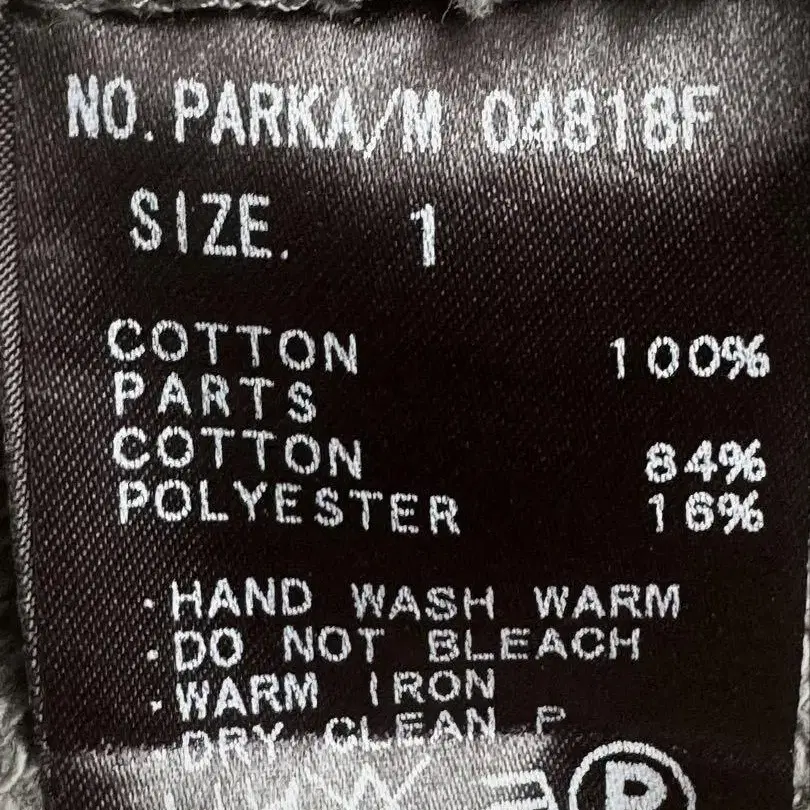 NO. PARKA/M 04818F
SIZE. 1
COTTON 100%
PARTS
COTTON 84%
POLYESTER 16%
·HAND WASH WARM
·DO NOT BLEACH
·WARM IRON
·DRY CLEAN P
P